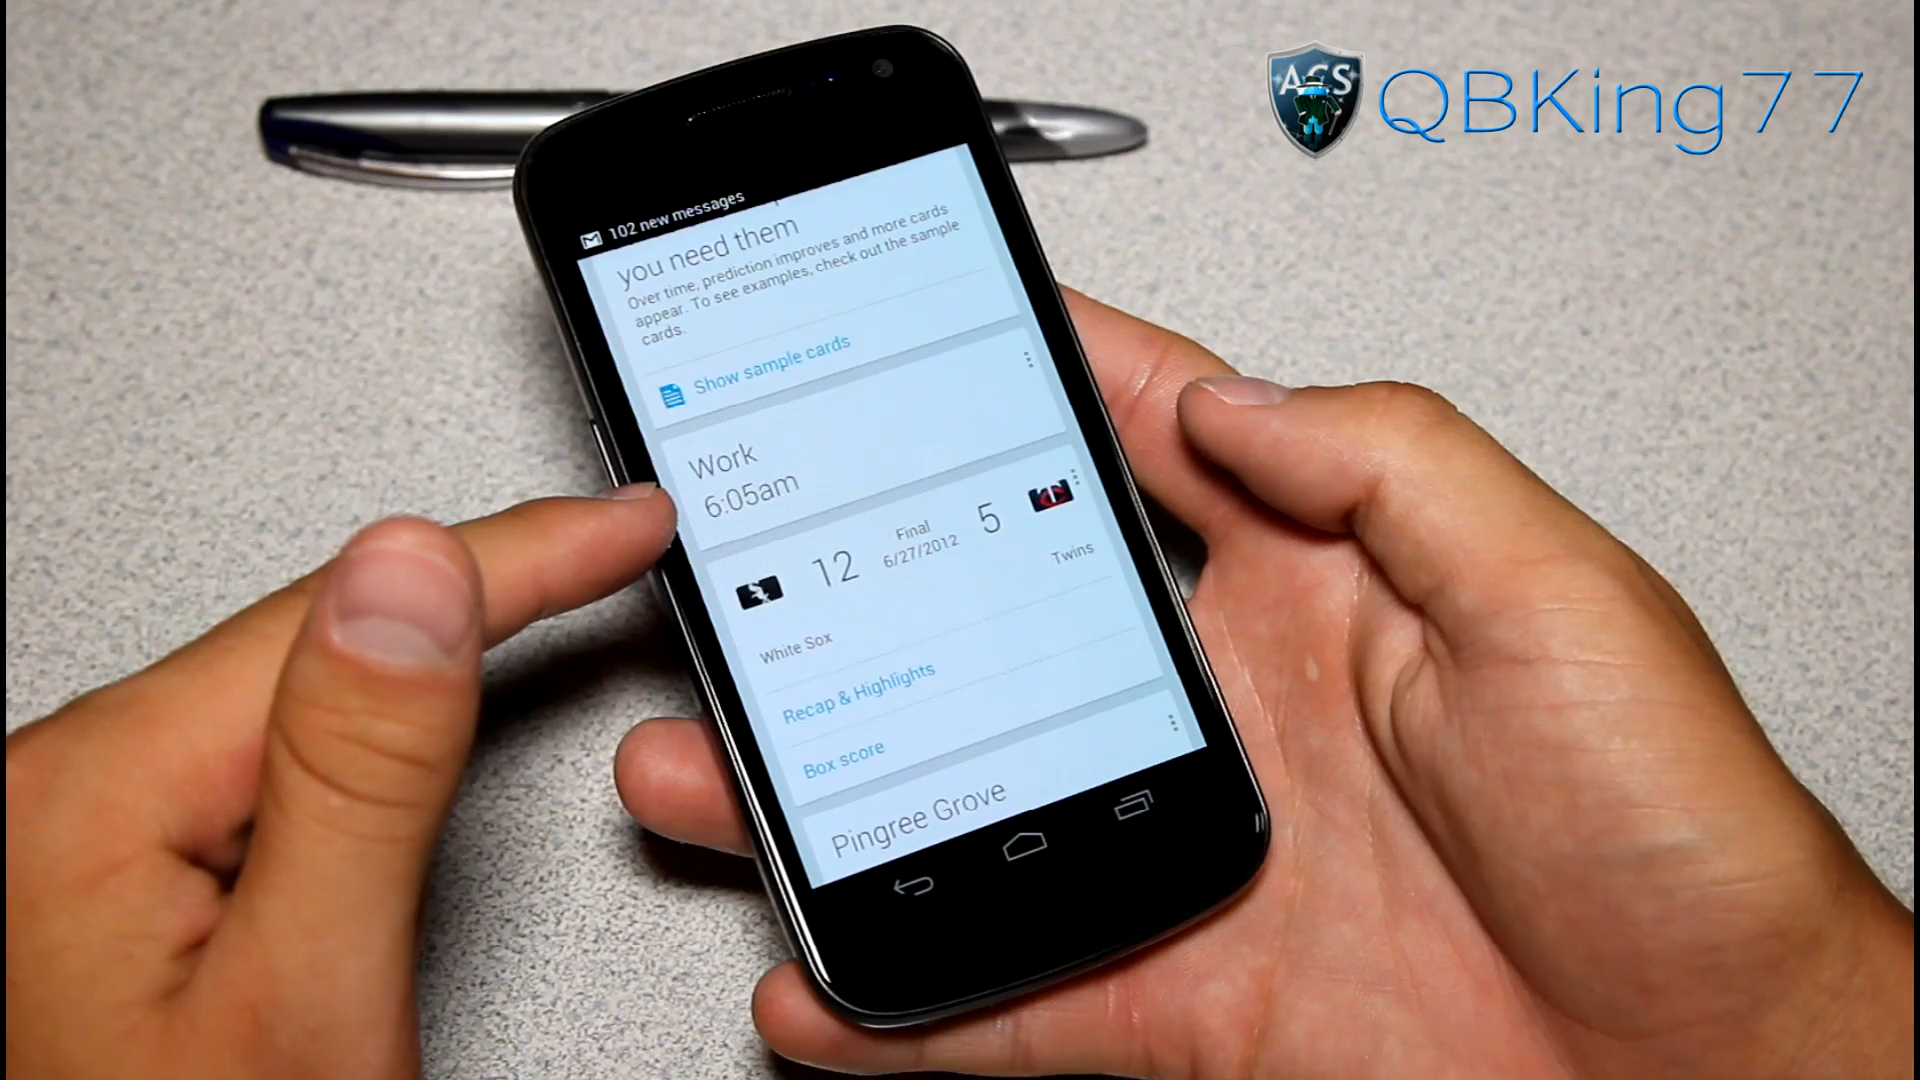 ACS
QBKing77
102 new messages
you need them
Over time, prediction improves and more cards
appear. To see examples, check out the sample
cards.
Show sample cards
Work
6:05am
12
Final
6/27/2012
5
White Sox
Twins
Recap & Highlights
Box score
Pingree Grove